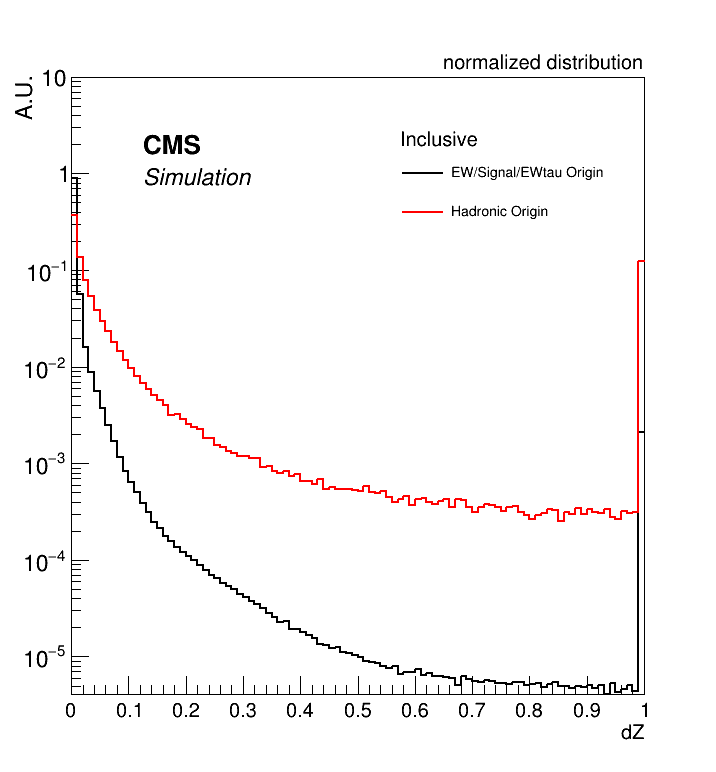 normalized distribution
A.U.
10
CMS
Simulation
Inclusive
EW/Signal/EWtau Origin
Hadronic Origin
1
10⁻¹
10⁻²
10⁻³
10⁻⁴
10⁻⁵
0 0.1 0.2 0.3 0.4 0.5 0.6 0.7 0.8 0.9 1
dZ